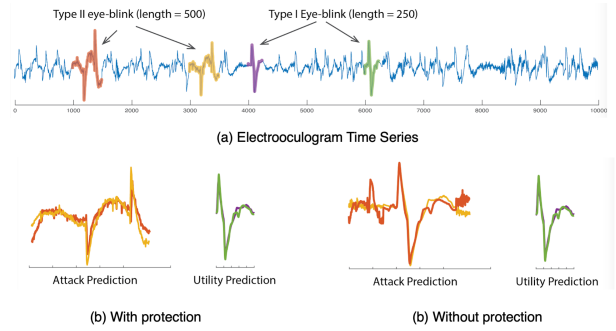 Type II eye-blink (length = 500) Type I Eye-blink (length = 250)
0 1000 2000 3000 4000 5000 6000 7000 8000 9000 10000
(a) Electrooculogram Time Series
Attack Prediction Utility Prediction Attack Prediction Utility Prediction
(b) With protection (b) Without protection